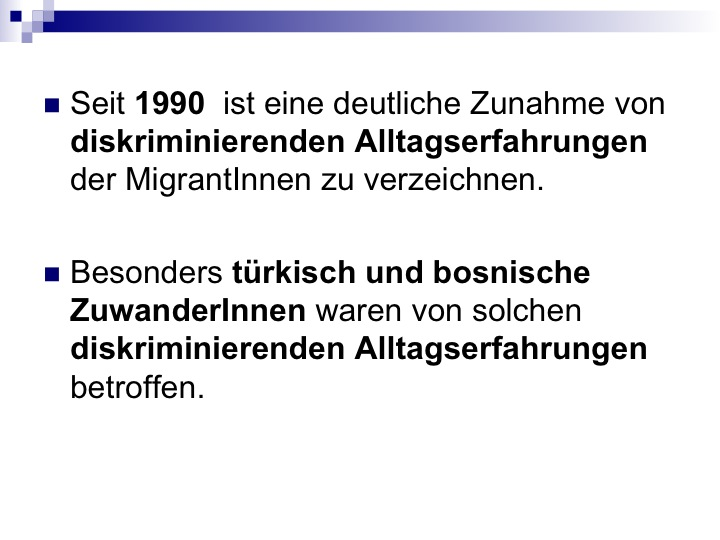 Seit 1990  ist eine deutliche Zunahme von
diskriminierenden Alltagserfahrungen
der MigrantInnen zu verzeichnen.
Besonders türkisch und bosnische
ZuwanderInnen waren von solchen
diskriminierenden Alltagserfahrungen
betroffen.